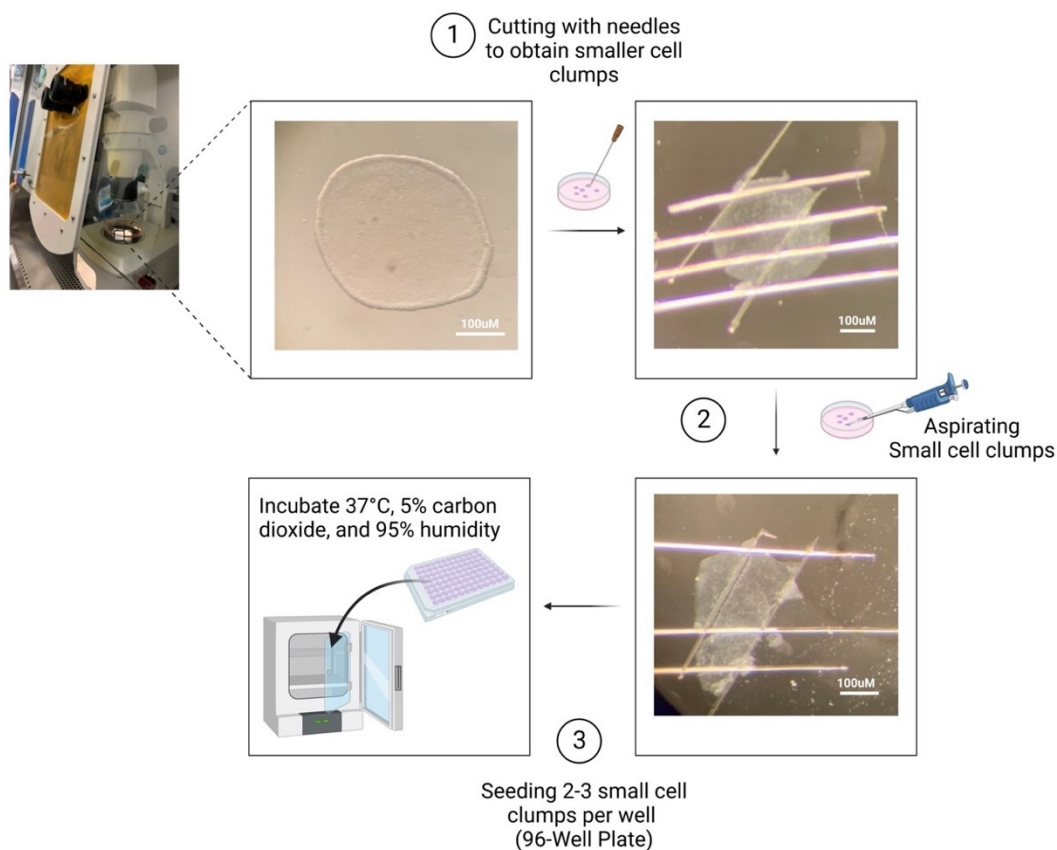 1
Cutting with needles
to obtain smaller cell
clumps
100uM
100uM
2
Aspirating
Small cell clumps
Incubate 37°C, 5% carbon
dioxide, and 95% humidity
100uM
3
Seeding 2-3 small cell
clumps per well
(96-Well Plate)